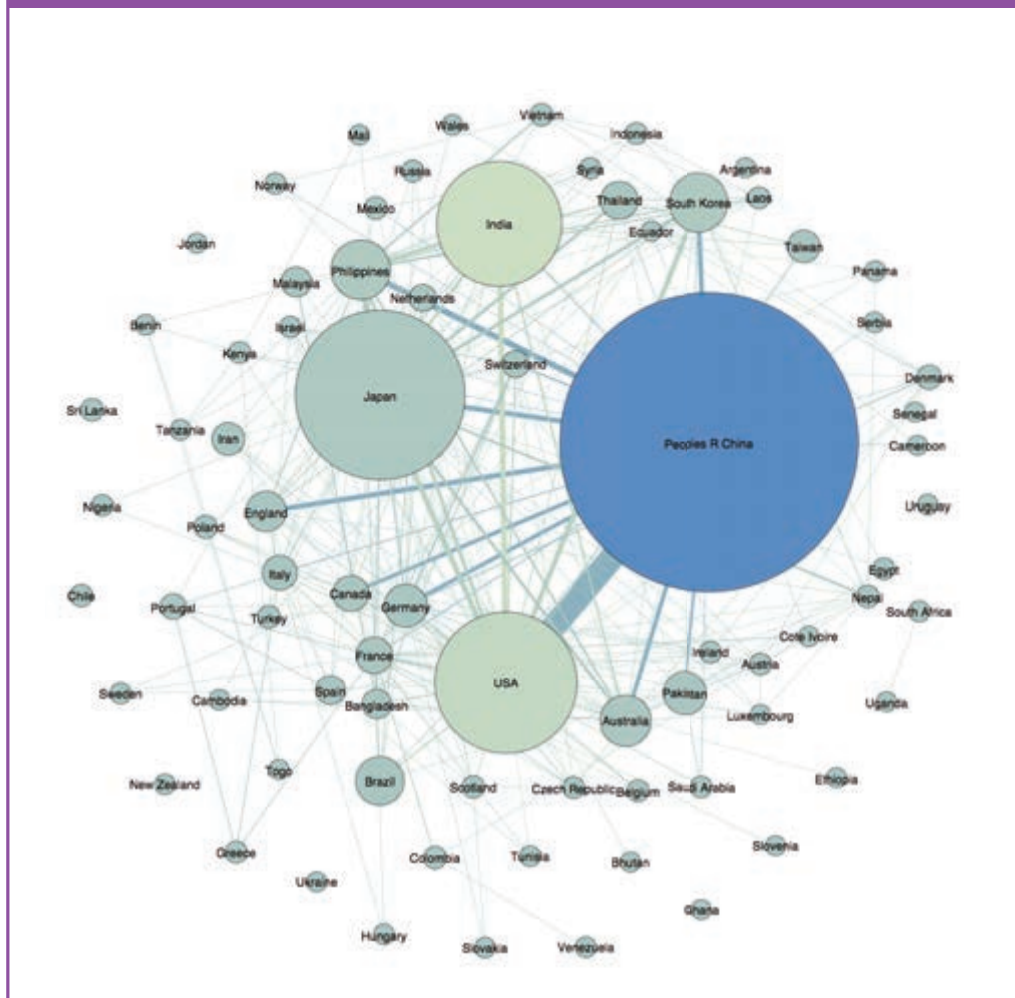 Vietnam
Wales
Indonesia
Mali
Russia
Syria
Argentina
Norway
Thailand
Laos
South Korea
Mexico
India
Ecuador
Jordan
Taiwan
Philippines
Panama
Malaysia
Netherlands
Benin
Israel
Serbia
Kenya
Switzerland
Denmark
Japan
Sri Lanka
Senegal
Tanzania
Iran
Peoples R China
Cameroon
Nigeria
England
Uruguay
Poland
Egypt
Italy
Chile
Canada
Nepal
Portugal
Germany
South Africa
Turkey
Cote Ivoire
France
Ireland
Austria
USA
Sweden
Cambodia
Spain
Pakistan
Bangladesh
Uganda
Luxembourg
Australia
Togo
Ethiopia
Brazil
New Zealand
Scotland
Czech Republic
Belgium
Saudi Arabia
Slovenia
Greece
Colombia
Tunisia
Bhutan
Ukraine
Ghana
Hungary
Slovakia
Venezuela